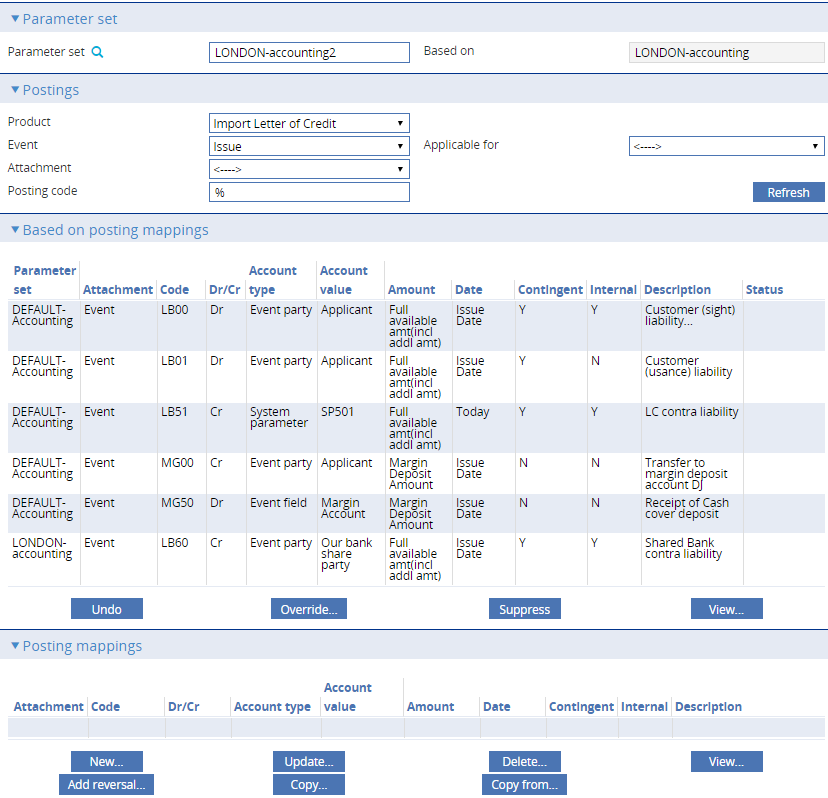 Parameter set
Parameter set LONDON-accounting2 Based on LONDON-accounting
Postings
Product Import Letter of Credit
Event Issue Applicable for <---->
Attachment <---->
Posting code % Refresh
Based on posting mappings
Parameter set Attachment Code Dr/Cr Account type Account value Amount Date Contingent Internal Description Status
DEFAULT-Accounting Event LB00 Dr Event party Applicant Full available amt(incl addl amt) Issue Date Y Y Customer (sight) liability...
DEFAULT-Accounting Event LB01 Dr Event party Applicant Full available amt(incl addl amt) Issue Date Y N Customer (usance) liability
DEFAULT-Accounting Event LB51 Cr System parameter SP501 Full available amt(incl addl amt) Today Y Y LC contra liability
DEFAULT-Accounting Event MG00 Cr Event party Applicant Margin Deposit Amount Issue Date N N Transfer to margin deposit account DJ
DEFAULT-Accounting Event MG50 Dr Event field Margin Account Margin Deposit Amount Issue Date N N Receipt of Cash cover deposit
LONDON-accounting Event LB60 Cr Event party Our bank share party Full available amt(incl addl amt) Issue Date Y Y Shared Bank contra liability
Undo Override... Suppress View...
Posting mappings
Attachment Code Dr/Cr Account type Account value Amount Date Contingent Internal Description
New... Update... Delete... View...
Add reversal... Copy... Copy from...